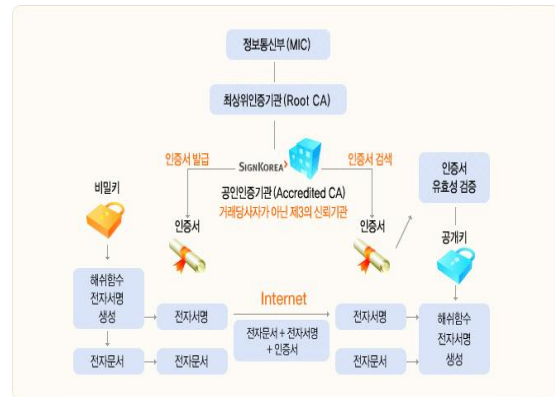 정보통신부(MIC)
최상위인증기관(Root CA)
인증서 발급
SIGNKOREA
인증서 검색
공인인증기관(Accredited CA)
거래당사자가 아닌 제3의 신뢰기관
인증서
유효성 검증
비밀키
인증서
인증서
공개키
해쉬함수
전자서명
생성
전자서명
Internet
전자문서 + 전자서명
+ 인증서
전자서명
해쉬함수
전자서명
생성
전자문서
전자문서
전자문서